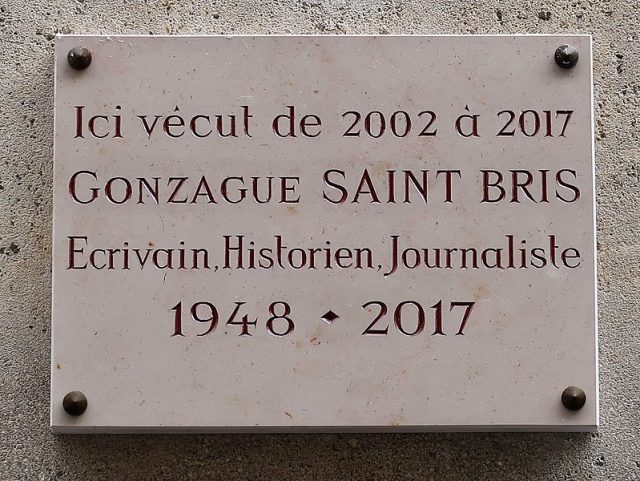 Ici vécut de 2002 à 2017
GONZAGUE SAINT BRIS
Ecrivain, Historien, Journaliste
1948 • 2017